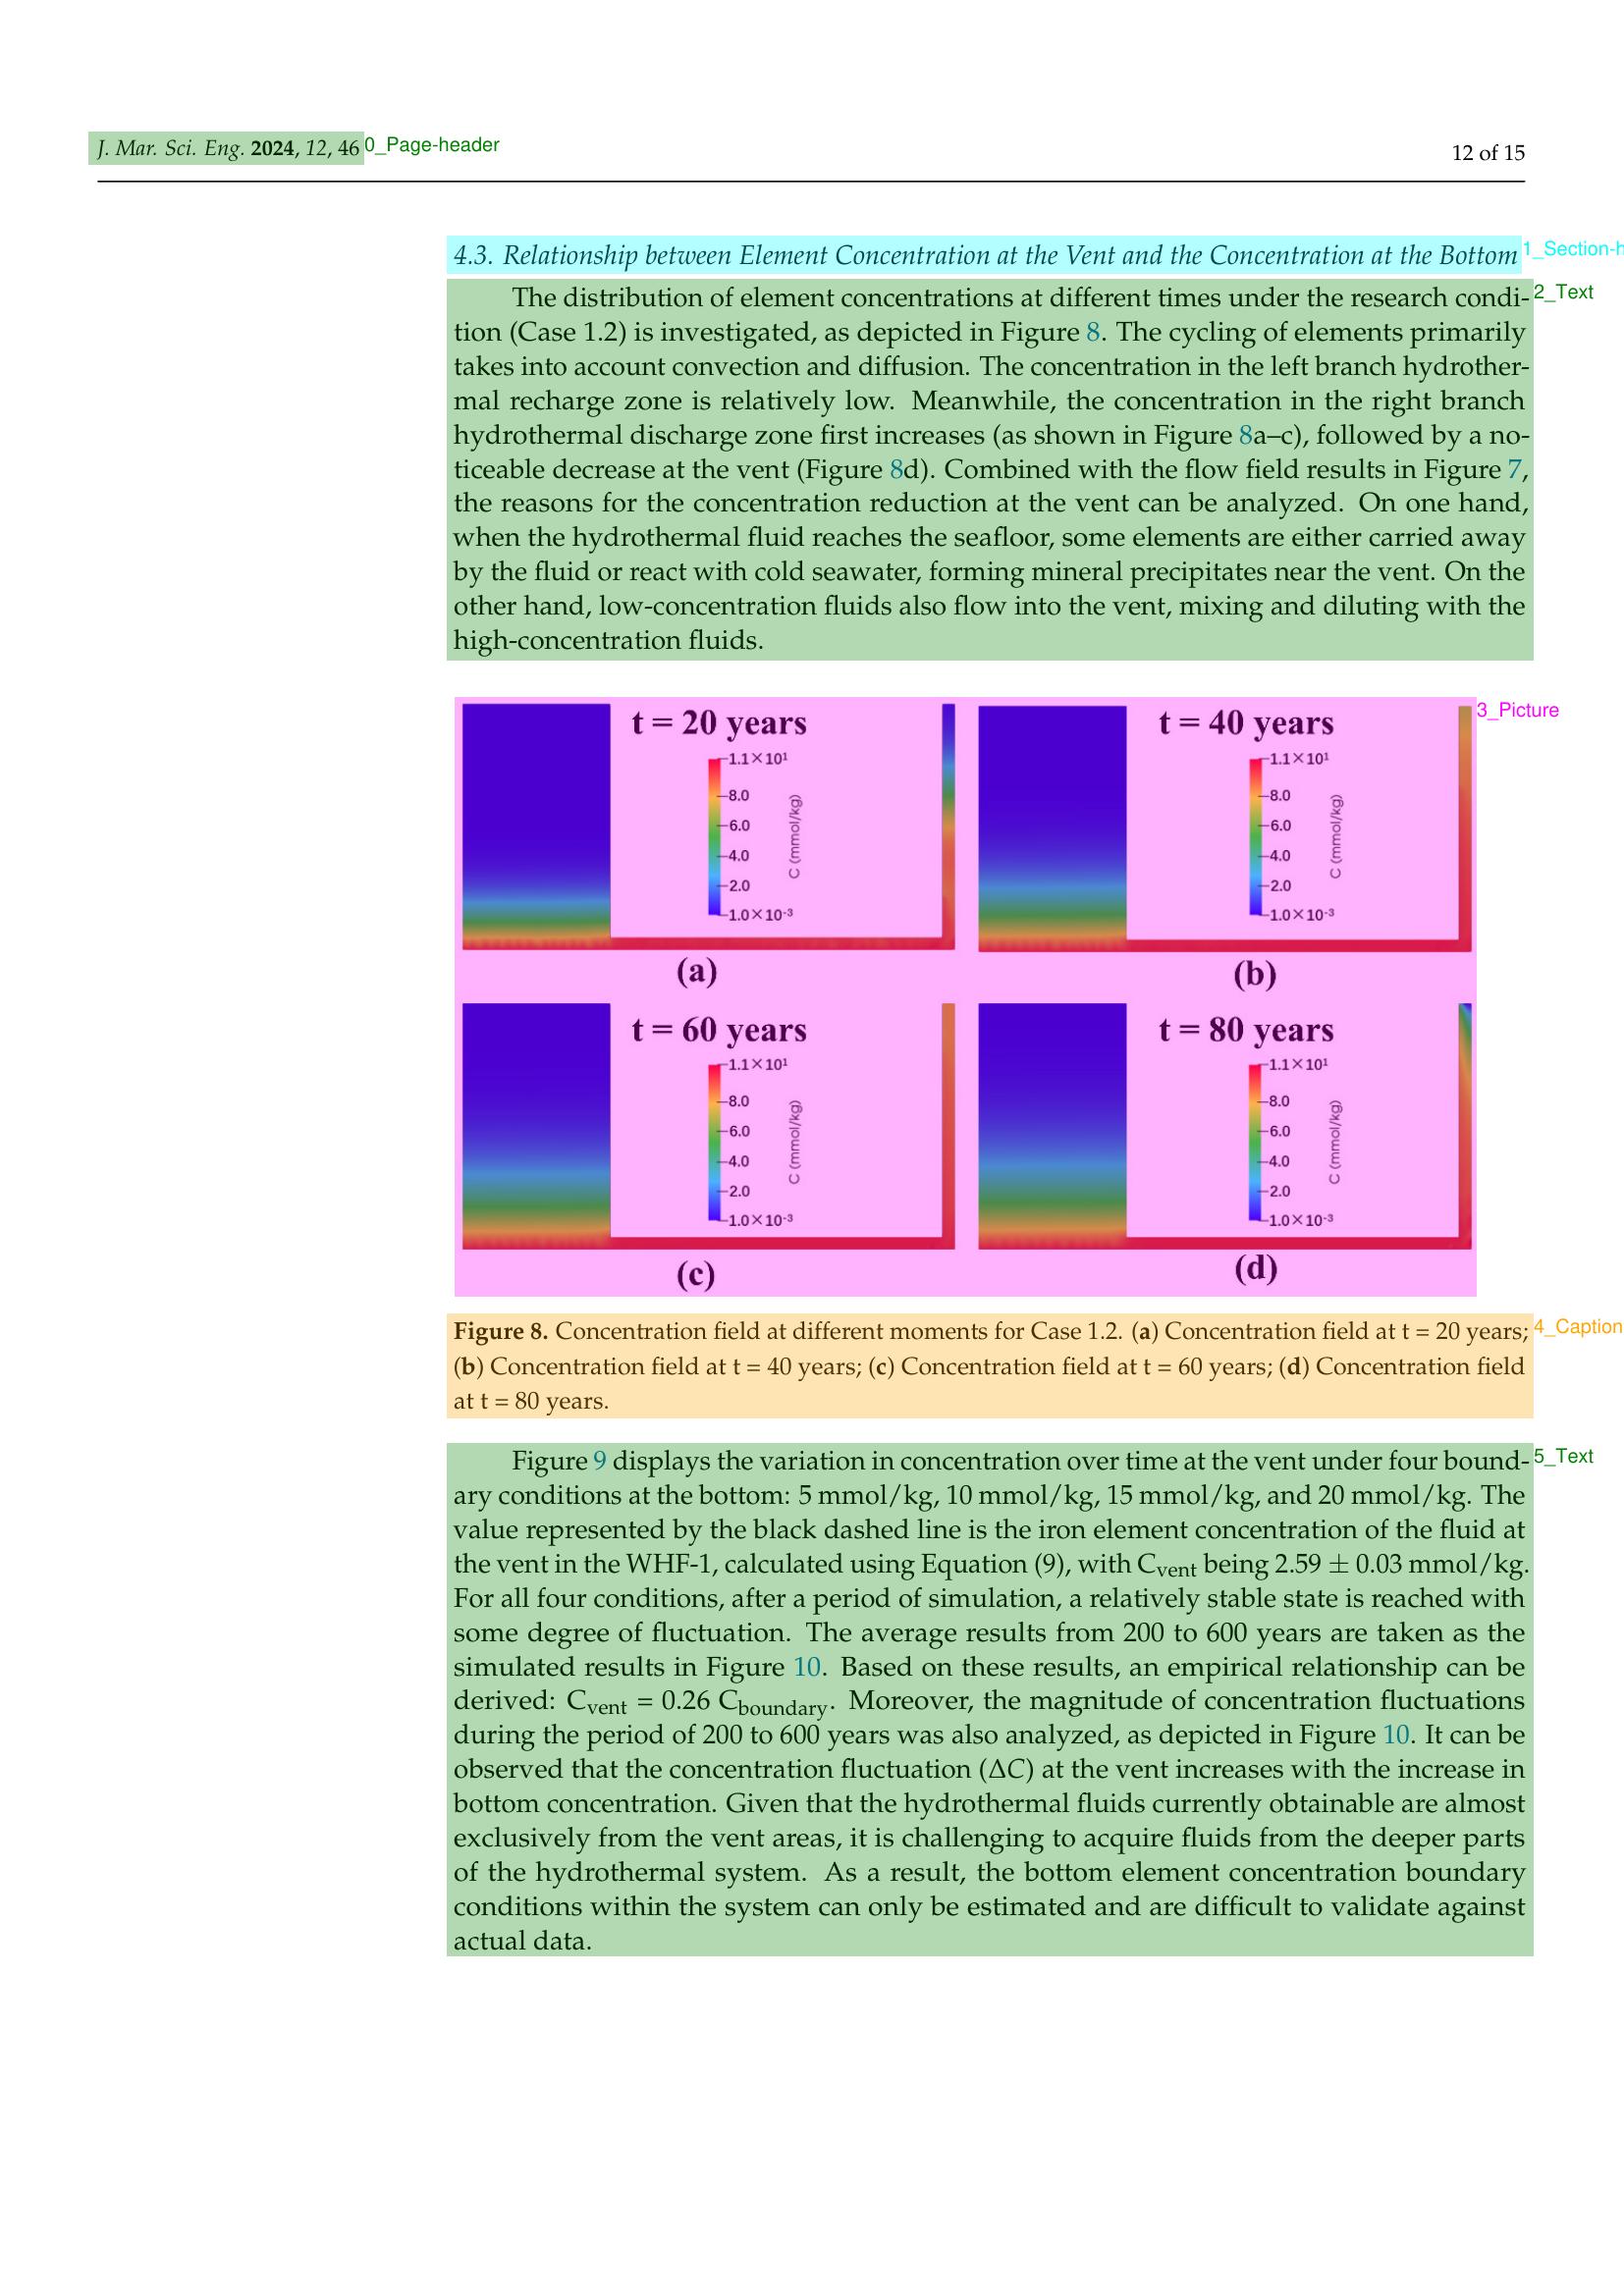 J. Mar. Sci. Eng. 2024, 12, 46 0_Page-header
12 of 15
4.3. Relationship between Element Concentration at the Vent and the Concentration at the Bottom 1_Section-h
The distribution of element concentrations at different times under the research condi- 2_Text
tion (Case 1.2) is investigated, as depicted in Figure 8. The cycling of elements primarily
takes into account convection and diffusion. The concentration in the left branch hydrother-
mal recharge zone is relatively low. Meanwhile, the concentration in the right branch
hydrothermal discharge zone first increases (as shown in Figure 8a–c), followed by a no-
ticeable decrease at the vent (Figure 8d). Combined with the flow field results in Figure 7,
the reasons for the concentration reduction at the vent can be analyzed. On one hand,
when the hydrothermal fluid reaches the seafloor, some elements are either carried away
by the fluid or react with cold seawater, forming mineral precipitates near the vent. On the
other hand, low-concentration fluids also flow into the vent, mixing and diluting with the
high-concentration fluids.
3_Picture
t = 20 years
1.1×10¹
8.0
6.0
4.0
2.0
1.0×10⁻³
C (mmol/kg)
(a)
t = 40 years
1.1×10¹
8.0
6.0
4.0
2.0
1.0×10⁻³
C (mmol/kg)
(b)
t = 60 years
1.1×10¹
8.0
6.0
4.0
2.0
1.0×10⁻³
C (mmol/kg)
(c)
t = 80 years
1.1×10¹
8.0
6.0
4.0
2.0
1.0×10⁻³
C (mmol/kg)
(d)
Figure 8. Concentration field at different moments for Case 1.2. (a) Concentration field at t = 20 years; 4_Caption
(b) Concentration field at t = 40 years; (c) Concentration field at t = 60 years; (d) Concentration field
at t = 80 years.
Figure 9 displays the variation in concentration over time at the vent under four bound- 5_Text
ary conditions at the bottom: 5 mmol/kg, 10 mmol/kg, 15 mmol/kg, and 20 mmol/kg. The
value represented by the black dashed line is the iron element concentration of the fluid at
the vent in the WHF-1, calculated using Equation (9), with Cvent being 2.59 ± 0.03 mmol/kg.
For all four conditions, after a period of simulation, a relatively stable state is reached with
some degree of fluctuation. The average results from 200 to 600 years are taken as the
simulated results in Figure 10. Based on these results, an empirical relationship can be
derived: Cvent = 0.26 Cboundary. Moreover, the magnitude of concentration fluctuations
during the period of 200 to 600 years was also analyzed, as depicted in Figure 10. It can be
observed that the concentration fluctuation (ΔC) at the vent increases with the increase in
bottom concentration. Given that the hydrothermal fluids currently obtainable are almost
exclusively from the vent areas, it is challenging to acquire fluids from the deeper parts
of the hydrothermal system. As a result, the bottom element concentration boundary
conditions within the system can only be estimated and are difficult to validate against
actual data.